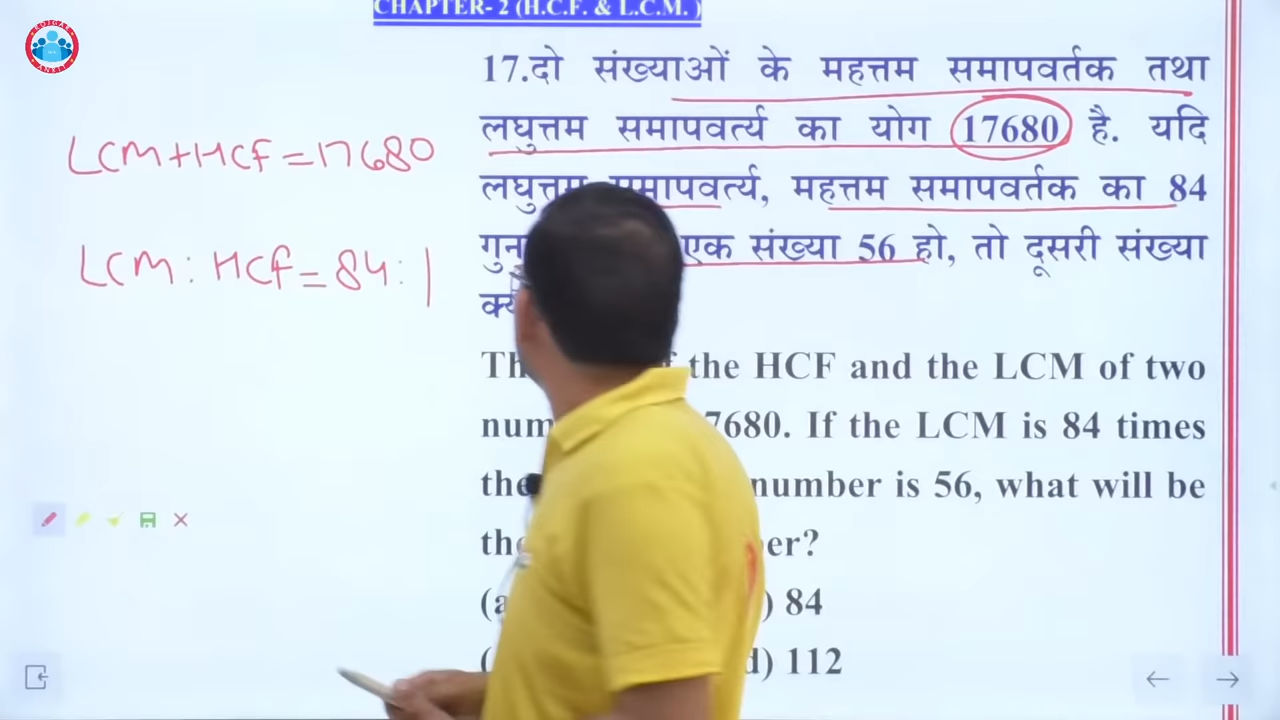 CHAPTER- 2 (H.C.F. & L.C.M. )
ROJGAR
ANKIT
17.दो संख्याओं के महत्तम समापवर्तक तथा
लघुत्तम समापवर्त्य का योग 17680 है. यदि
लघुत्तम समापवर्त्य, महत्तम समापवर्तक का 84
एक संख्या 56 हो, तो दूसरी संख्या
LCM+HCF=17680
LCM:HCF=84:1
the HCF and the LCM of two
7680. If the LCM is 84 times
number is 56, what will be
) 84
d) 112